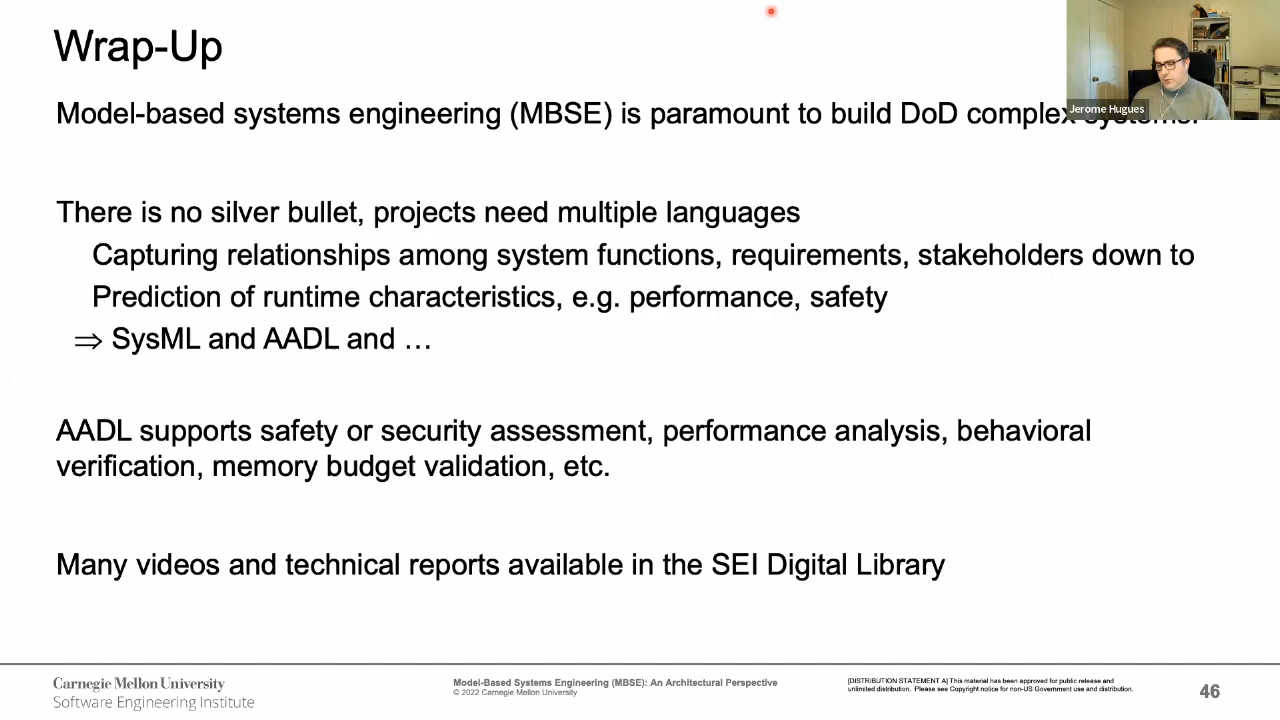 Wrap-Up
Model-based systems engineering (MBSE) is paramount to build DoD complex systems.
Jerome Hugues
There is no silver bullet, projects need multiple languages
Capturing relationships among system functions, requirements, stakeholders down to
Prediction of runtime characteristics, e.g. performance, safety
⇒ SysML and AADL and …
AADL supports safety or security assessment, performance analysis, behavioral
verification, memory budget validation, etc.
Many videos and technical reports available in the SEI Digital Library
Carnegie Mellon University
Software Engineering Institute
Model-Based Systems Engineering (MBSE): An Architectural Perspective
© 2022 Carnegie Mellon University
[DISTRIBUTION STATEMENT A] This material has been approved for public release and
unlimited distribution. Please see Copyright notice for non-US Government use and distribution.
46